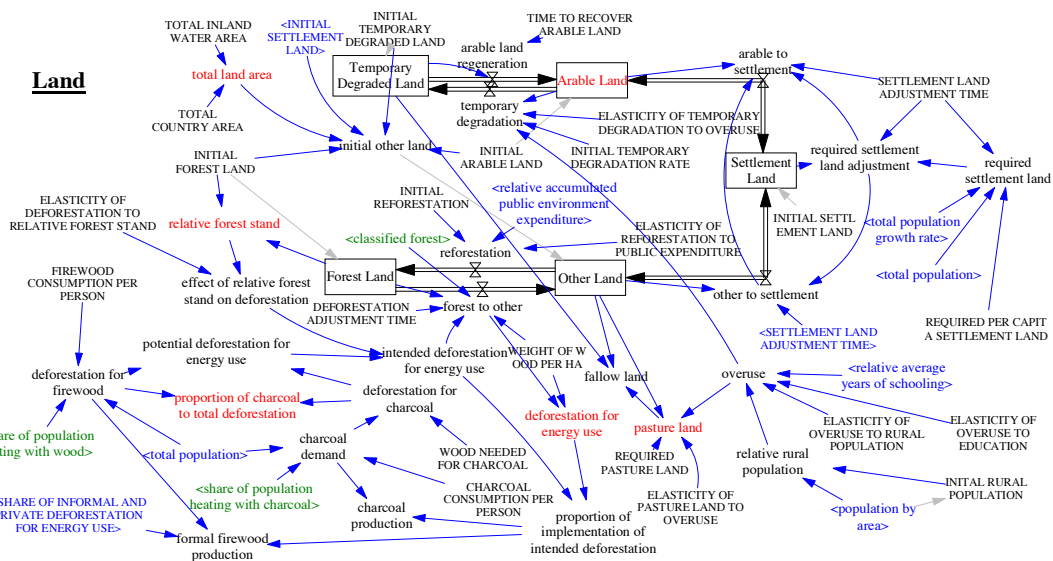 Land
TOTAL INLAND
WATER AREA
<INITIAL
SETTLEMENT
LAND>
INITIAL
TEMPORARY
DEGRADED LAND
TIME TO RECOVER
ARABLE LAND
arable land
regeneration
total land area
Temporary
Degraded Land
Arable Land
arable to
settlement
SETTLEMENT LAND
ADJUSTMENT TIME
TOTAL
COUNTRY AREA
temporary
degradation
ELASTICITY OF TEMPORARY
DEGRADATION TO OVERUSE
initial other land
INITIAL
ARABLE LAND
INITIAL TEMPORARY
DEGRADATION RATE
INITIAL
FOREST LAND
Settlement
Land
required settlement
land adjustment
required
settlement land
ELASTICITY OF
DEFORESTATION TO
RELATIVE FOREST STAND
relative forest stand
INITIAL
REFORESTATION
<relative accumulated
public environment
expenditure>
ELASTICITY OF
REFORESTATION TO
PUBLIC EXPENDITURE
INITIAL SETTL
EMENT LAND
<total population
growth rate>
<classified forest>
reforestation
<total population>
FIREWOOD
CONSUMPTION PER
PERSON
effect of relative forest
stand on deforestation
Forest Land
Other Land
other to settlement
DEFORESTATION
ADJUSTMENT TIME
forest to other
REQUIRED PER CAPIT
A SETTLEMENT LAND
<SETTLEMENT LAND
ADJUSTMENT TIME>
potential deforestation for
energy use
intended deforestation
for energy use
WEIGHT OF W
OOD PER HA
fallow land
overuse
<relative average
years of schooling>
deforestation for
firewood
proportion of charcoal
to total deforestation
deforestation for
charcoal
deforestation for
energy use
pasture land
ELASTICITY OF
OVERUSE TO RURAL
POPULATION
ELASTICITY OF
OVERUSE TO
EDUCATION
are of population
ting with wood>
<total population>
charcoal
demand
WOOD NEEDED
FOR CHARCOAL
REQUIRED
PASTURE LAND
relative rural
population
INITAL RURAL
POPULATION
<share of population
heating with charcoal>
CHARCOAL
CONSUMPTION PER
PERSON
ELASTICITY OF
PASTURE LAND TO
OVERUSE
<population by
area>
SHARE OF INFORMAL AND
PRIVATE DEFORESTATION
FOR ENERGY USE>
charcoal
production
proportion of
implementation of
intended deforestation
formal firewood
production